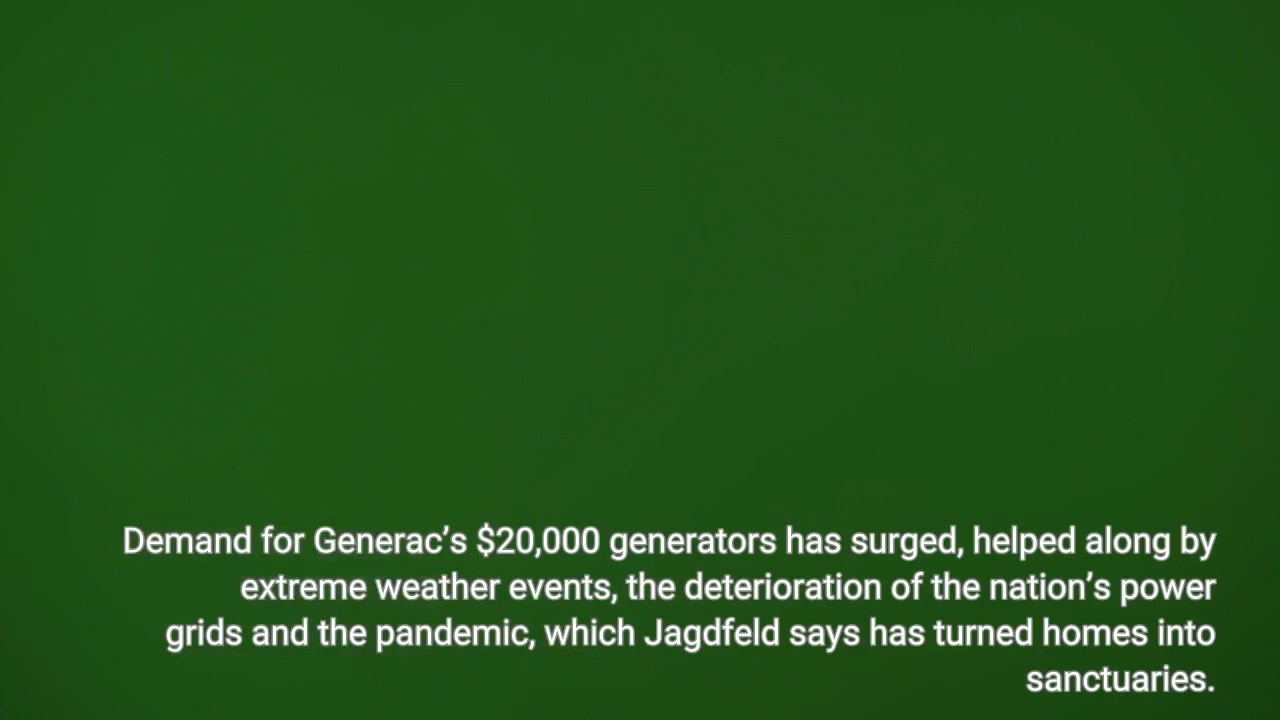 Demand for Generac’s $20,000 generators has surged, helped along by
extreme weather events, the deterioration of the nation’s power
grids and the pandemic, which Jagdfeld says has turned homes into
sanctuaries.